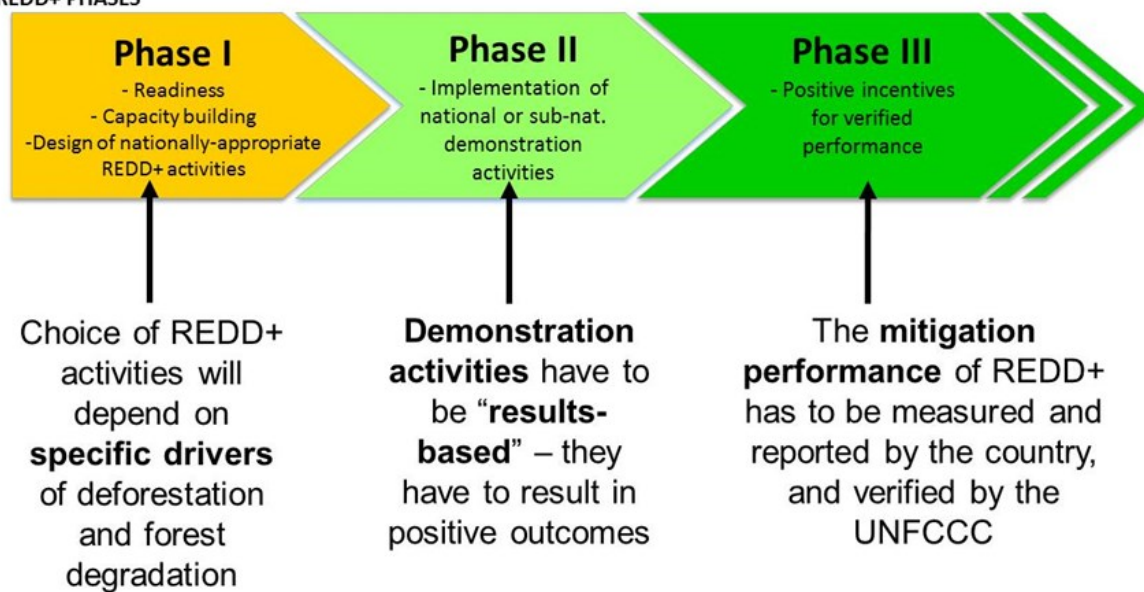 REDD+ PHASES
Phase I
- Readiness
- Capacity building
-Design of nationally-appropriate
REDD+ activities
Phase II
- Implementation of
national or sub-nat.
demonstration
activities
Phase III
- Positive incentives
for verified
performance
Choice of REDD+
activities will
depend on
specific drivers
of deforestation
and forest
degradation
Demonstration
activities have to
be “results-
based” – they
have to result in
positive outcomes
The mitigation
performance of REDD+
has to be measured and
reported by the country,
and verified by the
UNFCCC